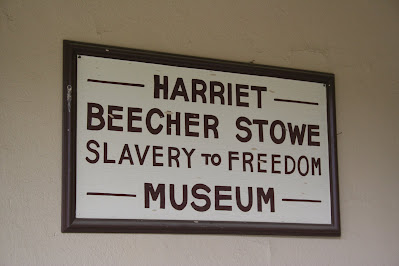 HARRIET
BEECHER STOWE
SLAVERY TO FREEDOM
MUSEUM